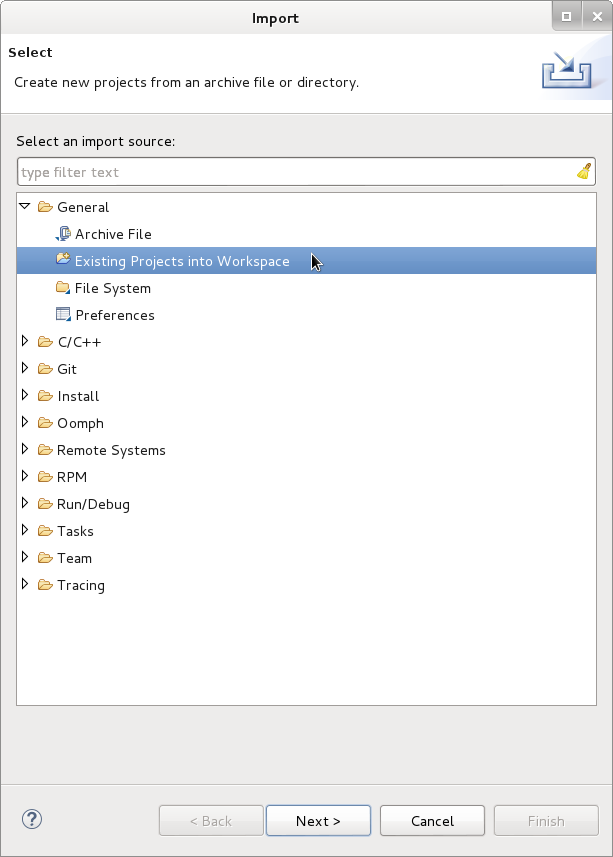 Import
Select
Create new projects from an archive file or directory.
Select an import source:
type filter text
General
Archive File
Existing Projects into Workspace
File System
Preferences
C/C++
Git
Install
Oomph
Remote Systems
RPM
Run/Debug
Tasks
Team
Tracing
? < Back Next > Cancel Finish